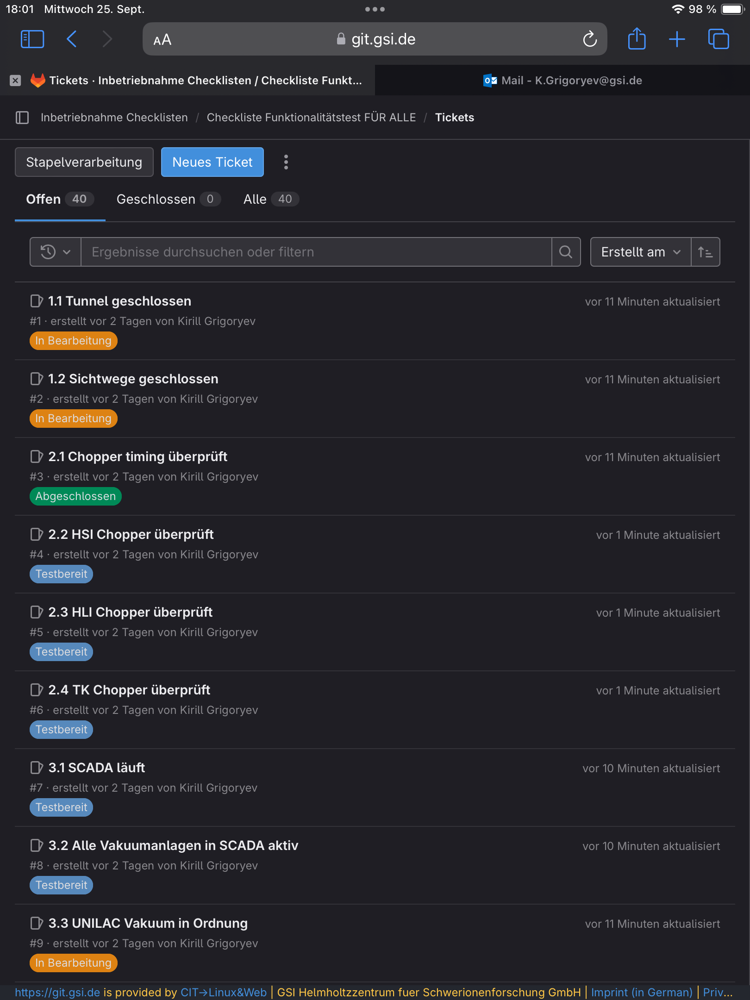 18:01 Mittwoch 25. Sept. 98 %
AA git.gsi.de
Tickets · Inbetriebnahme Checklisten / Checkliste Funkt... Mail - K.Grigoryev@gsi.de
Inbetriebnahme Checklisten / Checkliste Funktionalitätstest FÜR ALLE / Tickets
Stapelverarbeitung Neues Ticket
Offen 40 Geschlossen 0 Alle 40
Ergebnisse durchsuchen oder filtern Erstellt am
1.1 Tunnel geschlossen vor 11 Minuten aktualisiert
#1 · erstellt vor 2 Tagen von Kirill Grigoryev
In Bearbeitung
1.2 Sichtwege geschlossen vor 11 Minuten aktualisiert
#2 · erstellt vor 2 Tagen von Kirill Grigoryev
In Bearbeitung
2.1 Chopper timing überprüft vor 11 Minuten aktualisiert
#3 · erstellt vor 2 Tagen von Kirill Grigoryev
Abgeschlossen
2.2 HSI Chopper überprüft vor 1 Minute aktualisiert
#4 · erstellt vor 2 Tagen von Kirill Grigoryev
Testbereit
2.3 HLI Chopper überprüft vor 1 Minute aktualisiert
#5 · erstellt vor 2 Tagen von Kirill Grigoryev
Testbereit
2.4 TK Chopper überprüft vor 1 Minute aktualisiert
#6 · erstellt vor 2 Tagen von Kirill Grigoryev
Testbereit
3.1 SCADA läuft vor 10 Minuten aktualisiert
#7 · erstellt vor 2 Tagen von Kirill Grigoryev
Testbereit
3.2 Alle Vakuumanlagen in SCADA aktiv vor 10 Minuten aktualisiert
#8 · erstellt vor 2 Tagen von Kirill Grigoryev
Testbereit
3.3 UNILAC Vakuum in Ordnung vor 11 Minuten aktualisiert
#9 · erstellt vor 2 Tagen von Kirill Grigoryev
In Bearbeitung
https://git.gsi.de is provided by CIT→Linux&Web | GSI Helmholtzzentrum fuer Schwerionenforschung GmbH | Imprint (in German) | Priv...